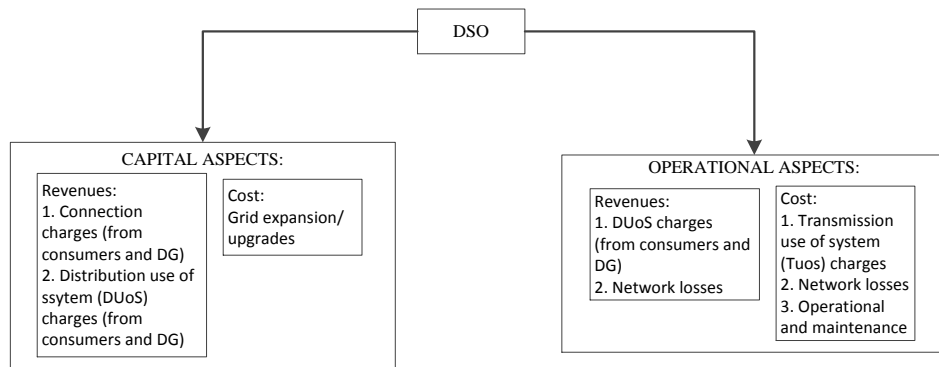 DSO
CAPITAL ASPECTS:
Revenues:
1. Connection
charges (from
consumers and DG)
2. Distribution use of
ssytem (DUoS)
charges (from
consumers and DG)
Cost:
Grid expansion/
upgrades
OPERATIONAL ASPECTS:
Revenues:
1. DUoS charges
(from consumers and
DG)
2. Network losses
Cost:
1. Transmission
use of system
(Tuos) charges
2. Network losses
3. Operational
and maintenance